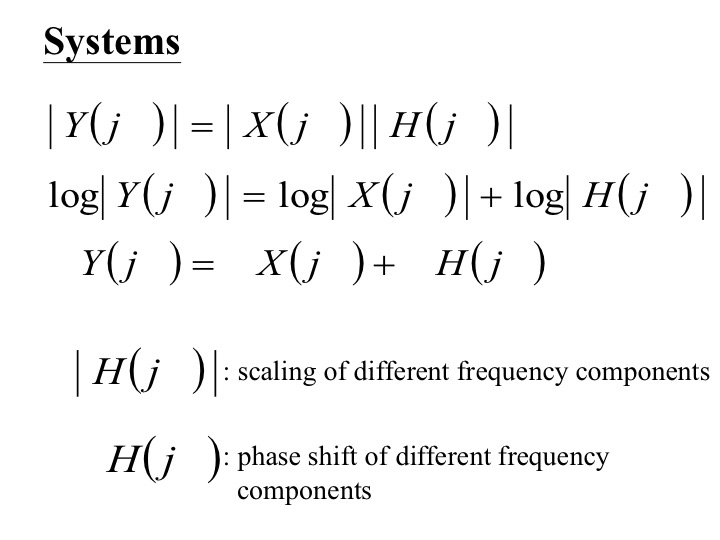 Systems
|Y(j )| = |X(j )||H(j )|
log|Y(j )| = log|X(j )| + log|H(j )|
Y(j ) = X(j ) + H(j )
|H(j )|: scaling of different frequency components
H(j ): phase shift of different frequency
components